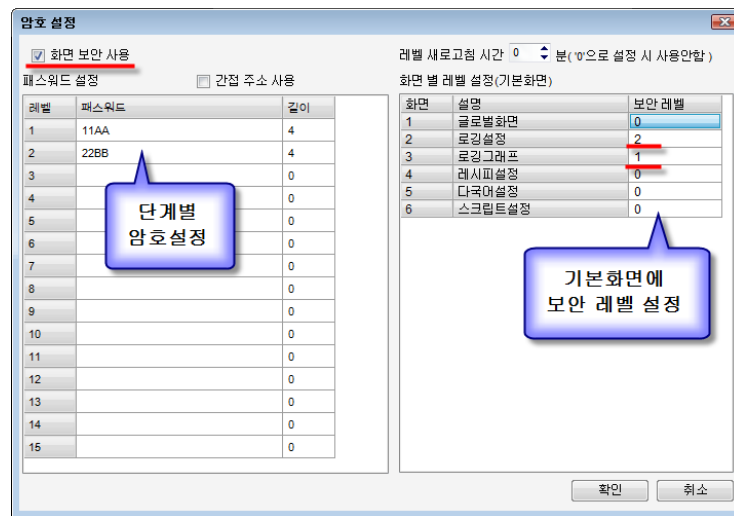 암호 설정
화면 보안 사용
레벨 새로고침 시간 0 분( '0'으로 설정 시 사용안함 )
패스워드 설정
간접 주소 사용
화면 별 레벨 설정(기본화면)
레벨 패스워드 길이
1 11AA 4
2 22BB 4
3 0
4 0
5 0
6 0
7 0
8 0
9 0
10 0
11 0
12 0
13 0
14 0
15 0
단계별
암호설정
화면 설명 보안 레벨
1 글로벌화면 0
2 로깅설정 2
3 로깅그래프 1
4 레시피설정 0
5 다국어설정 0
6 스크립트설정 0
기본화면에
보안 레벨 설정
확인
취소